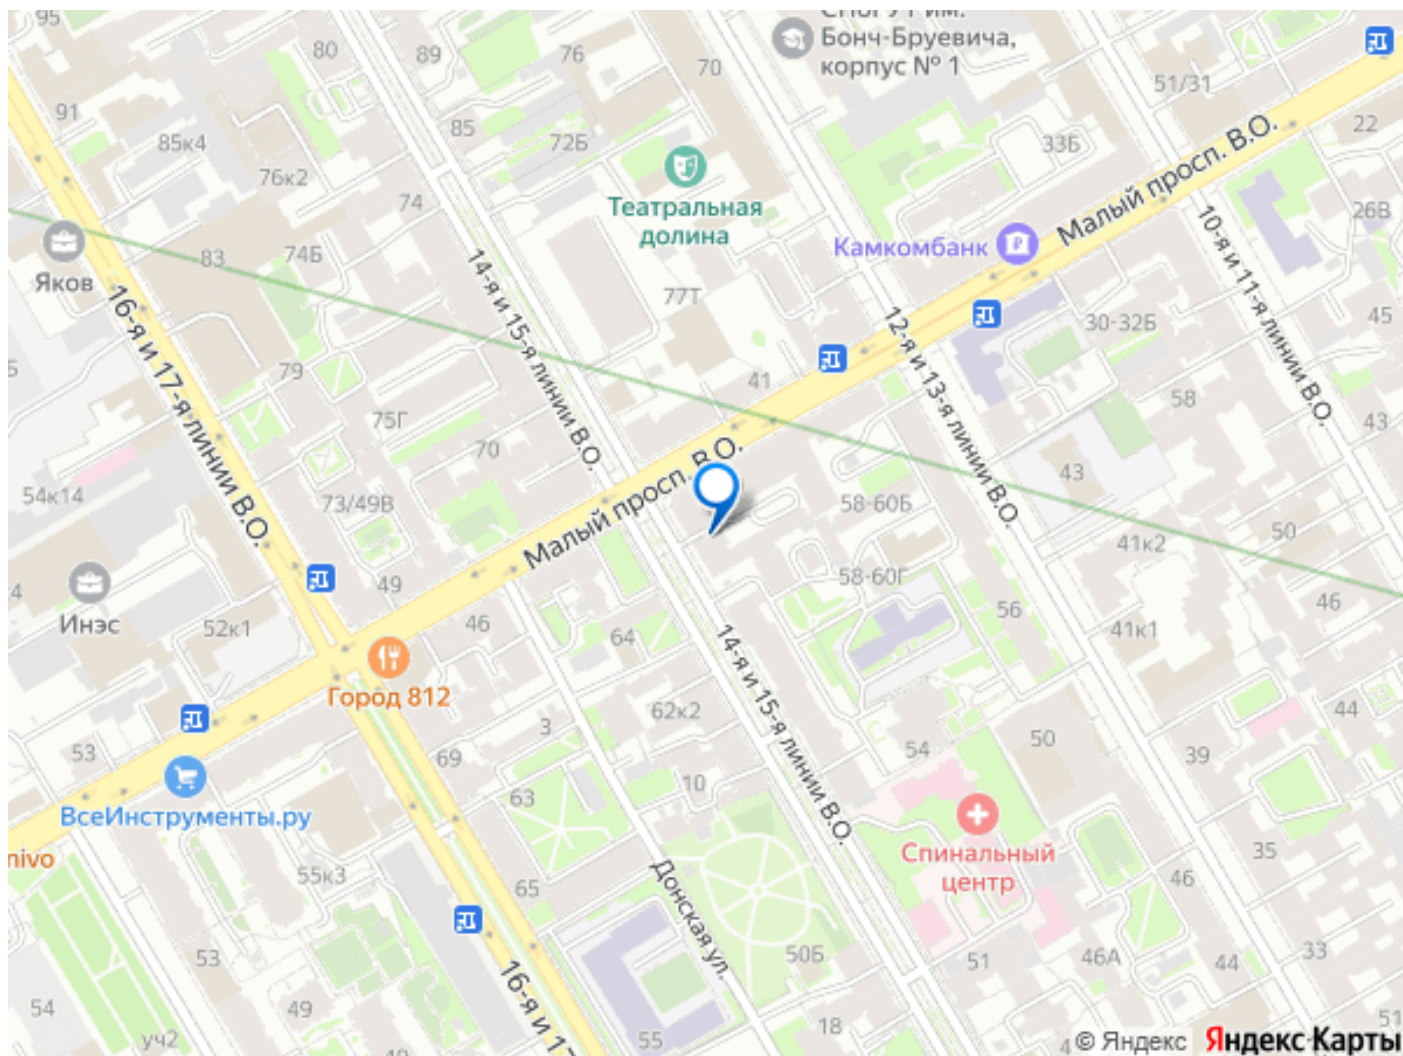 95
80
89
76
70
СПбГУТ им.
Бонч-Бруевича,
корпус № 1
51/31
91
85к4
85
72Б
33Б
22
Малый просп. В.О.
76к2
74
Театральная
долина
26В
10-я и 11-я линии В.О.
Яков
83
74Б
14-я и 15-я линии В.О.
Камкомбанк
77Т
16-я и 17-я линии В.О.
12-я и 13-я линии В.О.
30-32Б
45
5
79
41
58
43
75Г
70
54к14
73/49В
Малый просп. В.О.
58-60Б
43
50
41к2
4
Инэс
49
58-60Г
56
46
52к1
46
64
41к1
14-я и 15-я линии В.О.
Город 812
62к2
44
53
3
69
54
50
39
63
10
ВсеИнструменты.ру
nivo
Спинальный
центр
35
55к3
65
Донская ул.
46
53
50Б
51
46А
44
33
54
49
16-я и 17
уч2
55
18
51
© Яндекс
Яндекс Карты